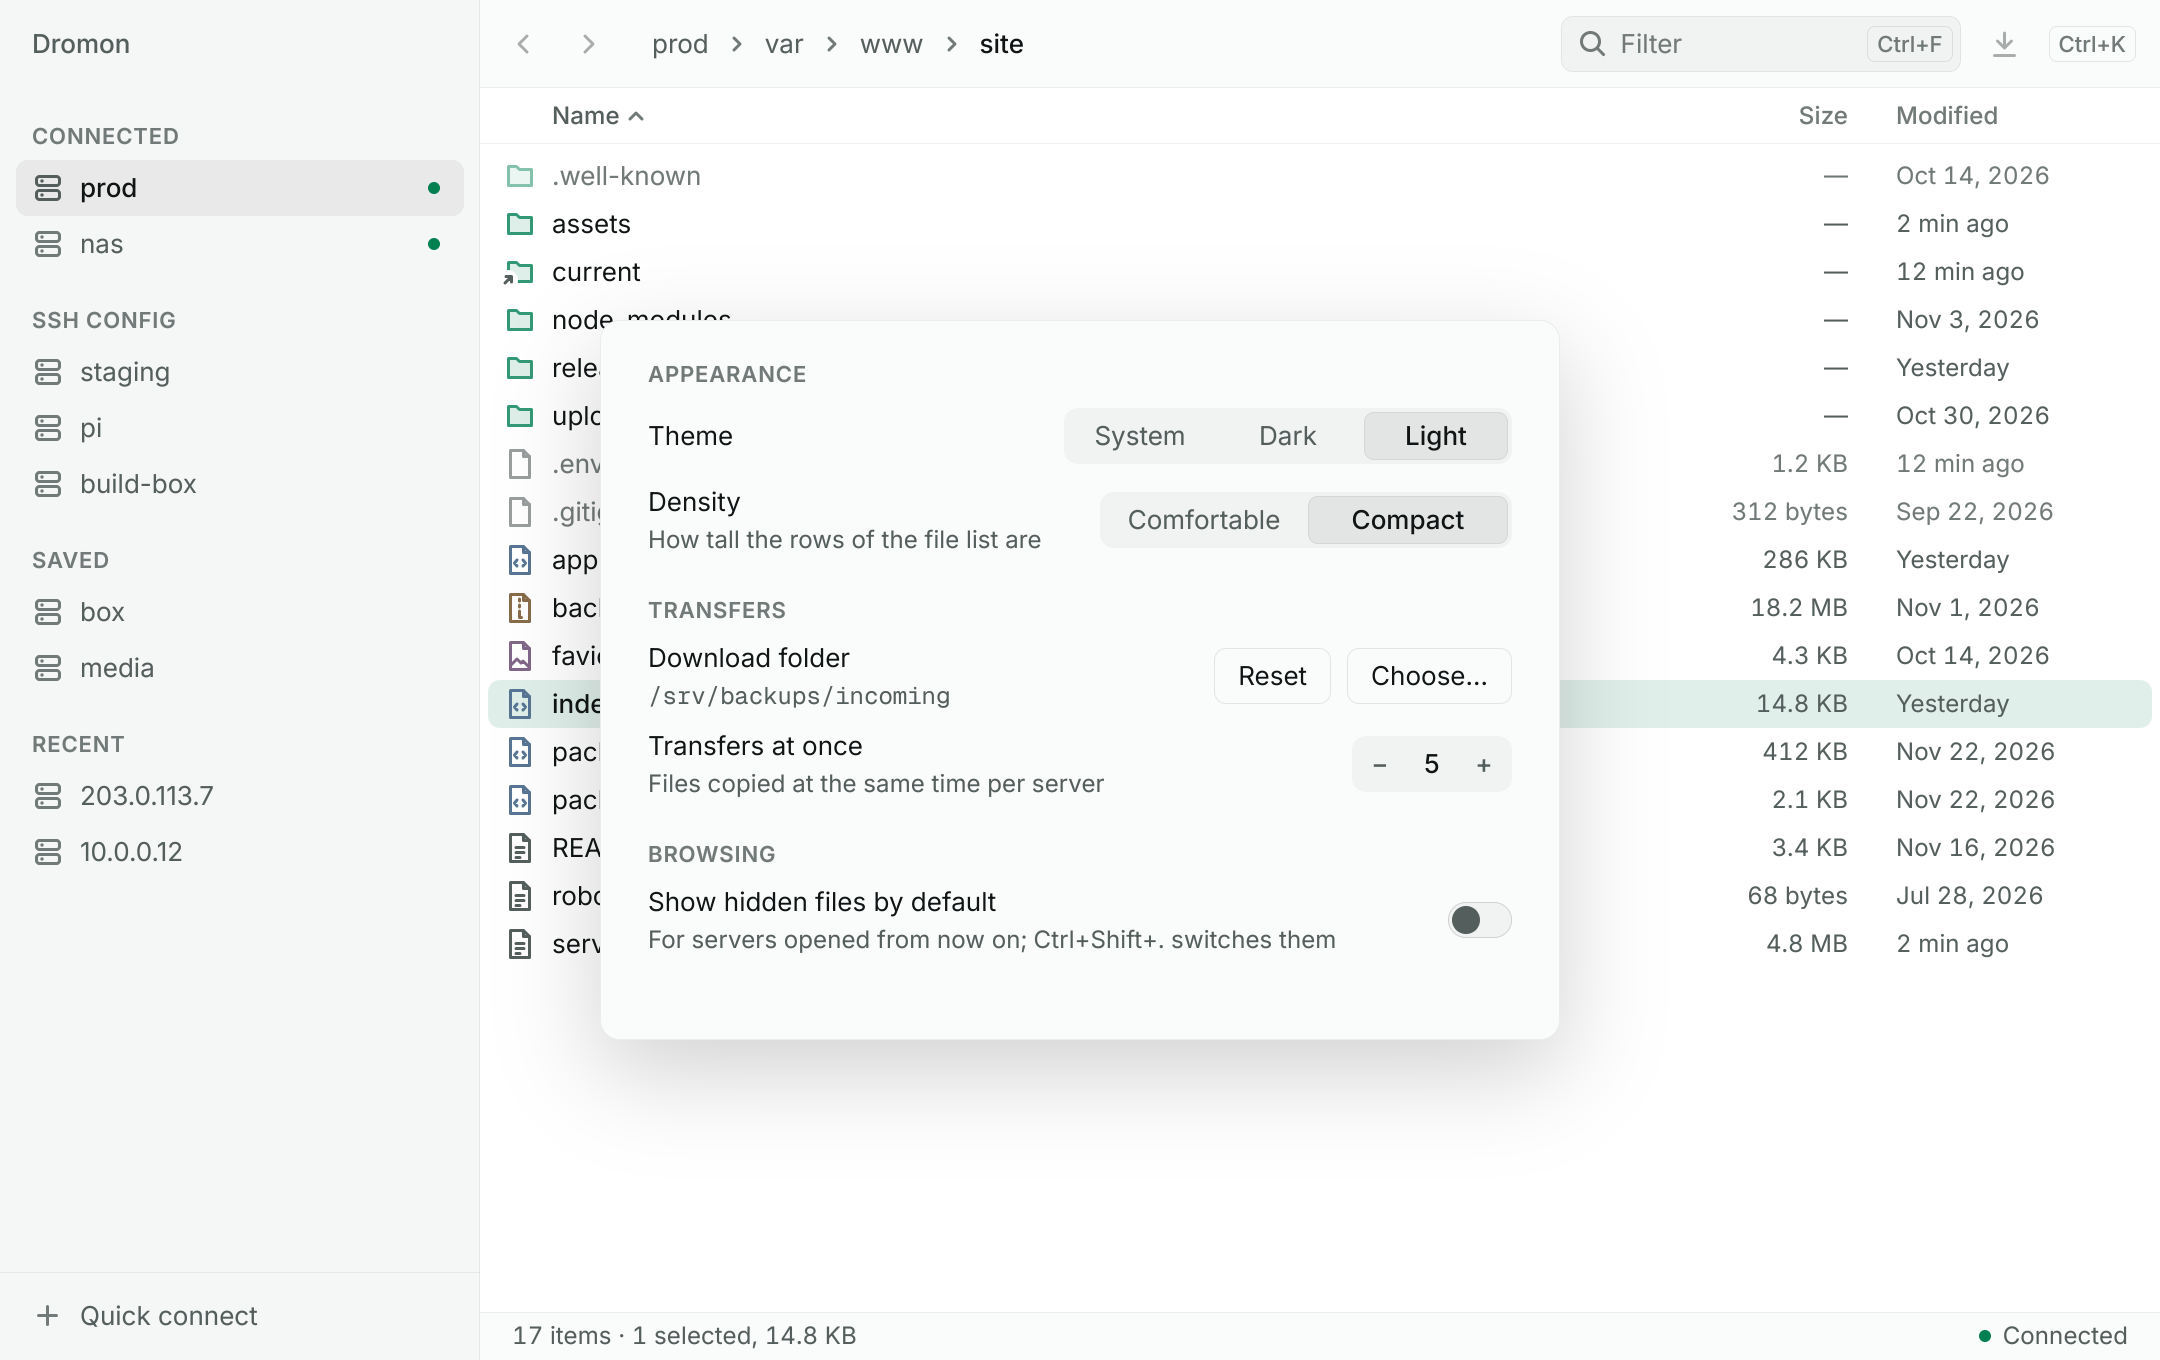 Dromon
CONNECTED
prod
nas
SSH CONFIG
staging
pi
build-box
SAVED
box
media
RECENT
203.0.113.7
10.0.0.12
Quick connect
prod > var > www > site
Filter Ctrl+F
Ctrl+K
Name Size Modified
.well-known — Oct 14, 2026
assets — 2 min ago
current — 12 min ago
node_modules — Nov 3, 2026
— Yesterday
— Oct 30, 2026
.env 1.2 KB 12 min ago
312 bytes Sep 22, 2026
app 286 KB Yesterday
18.2 MB Nov 1, 2026
4.3 KB Oct 14, 2026
14.8 KB Yesterday
412 KB Nov 22, 2026
2.1 KB Nov 22, 2026
3.4 KB Nov 16, 2026
68 bytes Jul 28, 2026
4.8 MB 2 min ago
APPEARANCE
Theme System Dark Light
Density Comfortable Compact
How tall the rows of the file list are
TRANSFERS
Download folder Reset Choose...
/srv/backups/incoming
Transfers at once − 5 +
Files copied at the same time per server
BROWSING
Show hidden files by default
For servers opened from now on; Ctrl+Shift+. switches them
17 items · 1 selected, 14.8 KB
Connected